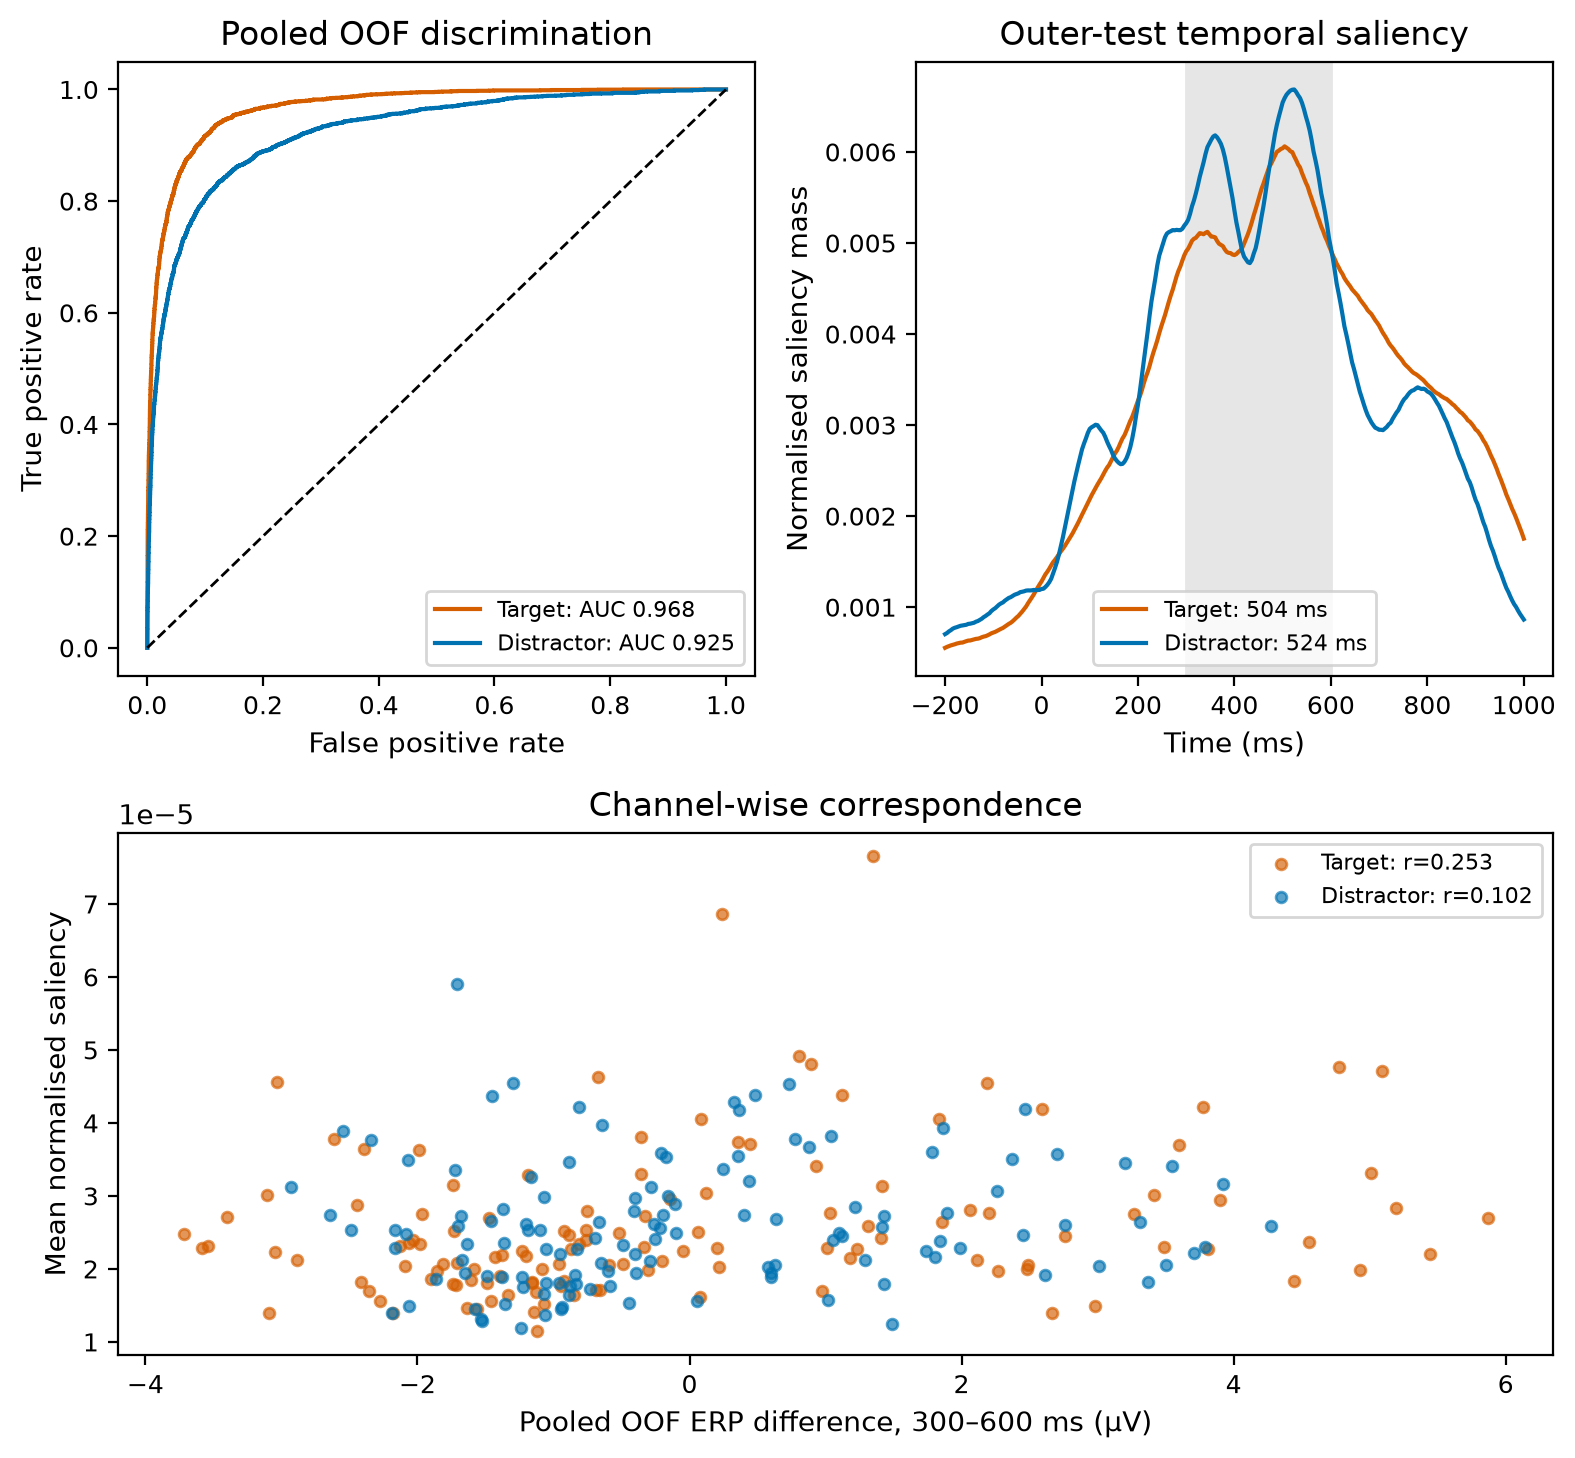 Pooled OOF discrimination
True positive rate
1.0
0.8
0.6
0.4
0.2
0.0
0.0 0.2 0.4 0.6 0.8 1.0
False positive rate
Target: AUC 0.968
Distractor: AUC 0.925
Outer-test temporal saliency
Normalised saliency mass
0.006
0.005
0.004
0.003
0.002
0.001
−200 0 200 400 600 800 1000
Time (ms)
Target: 504 ms
Distractor: 524 ms
Channel-wise correspondence
1e−5
Mean normalised saliency
7
6
5
4
3
2
1
−4 −2 0 2 4 6
Pooled OOF ERP difference, 300–600 ms (μV)
Target: r=0.253
Distractor: r=0.102